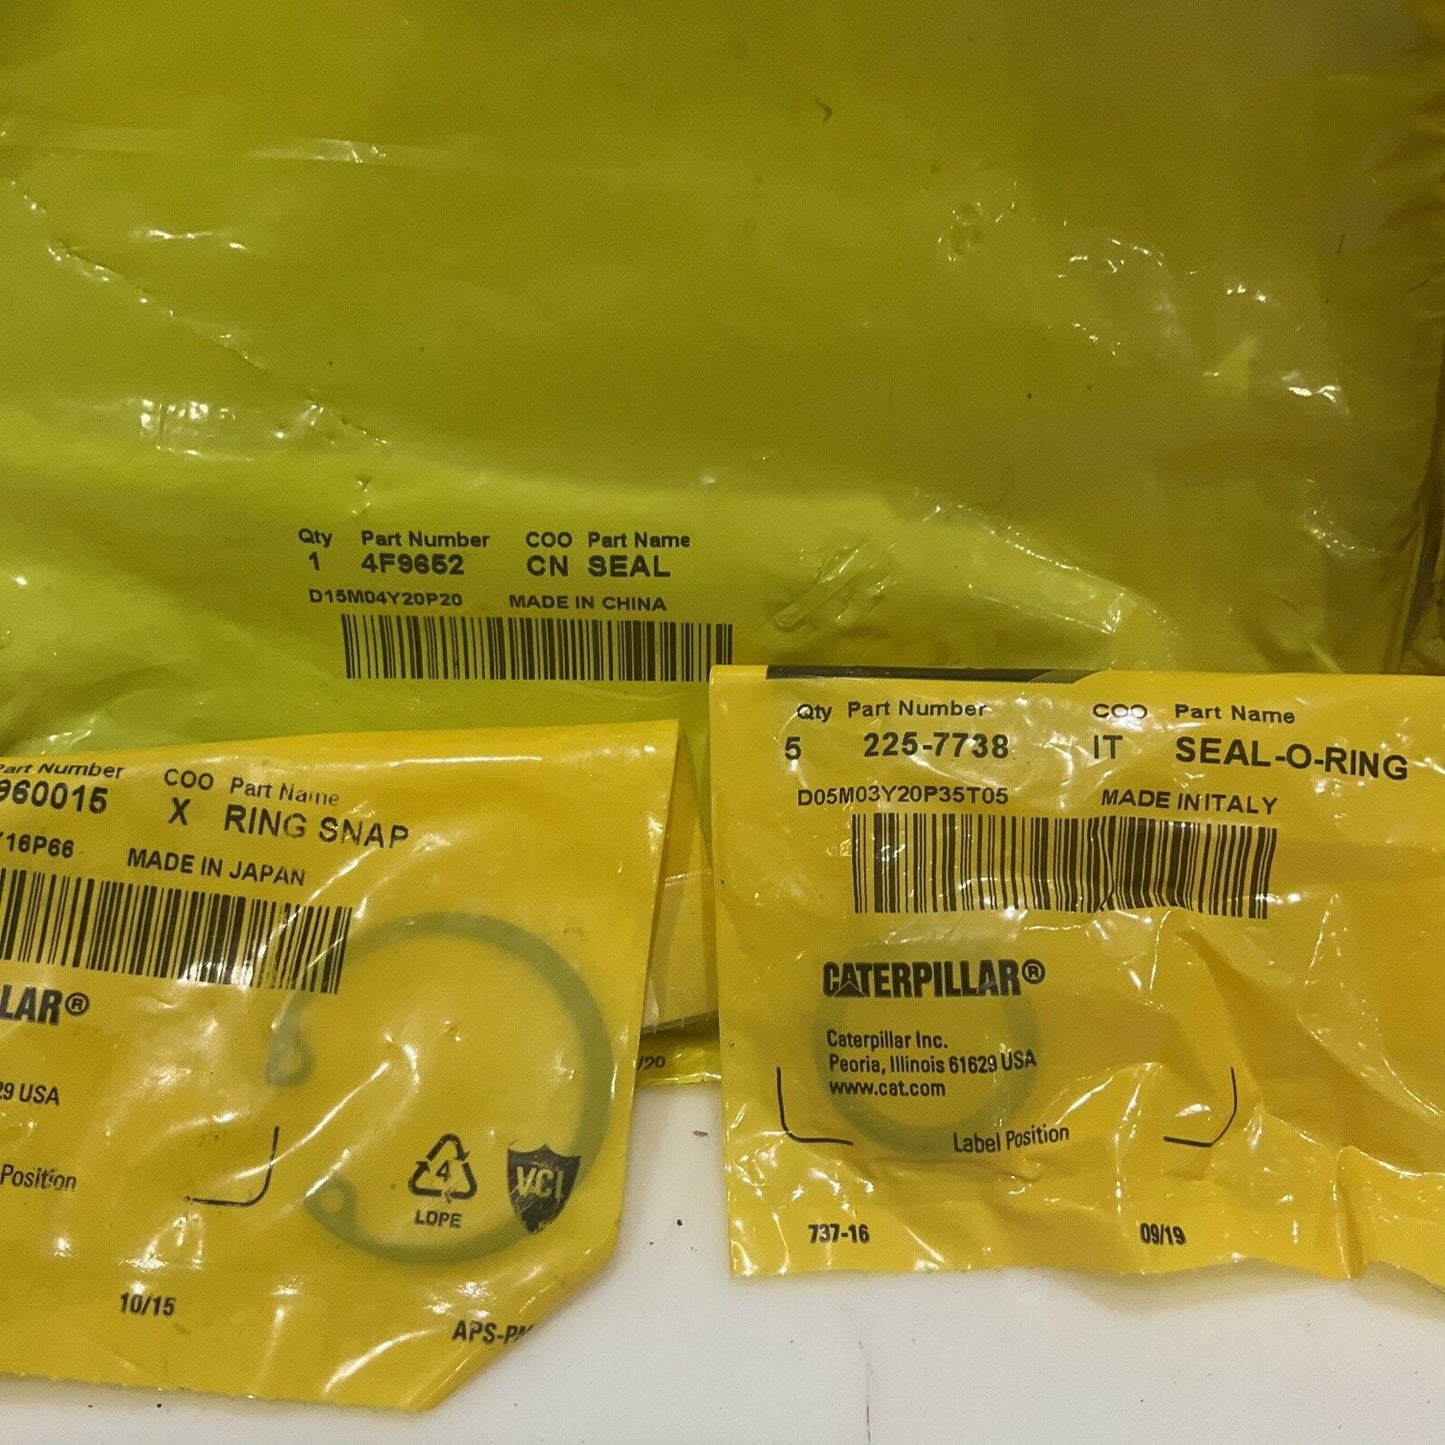 Qty Part Number COO Part Name
1 4F9652 CN SEAL
D15M04Y20P20 MADE IN CHINA
/20
Part Number COO Part Name
960015 X RING SNAP
Y16P66 MADE IN JAPAN
LLAR®
29 USA
Position
4
LDPE
VCI
10/15
APS-PM
Qty Part Number COO Part Name
5 225-7738 IT SEAL-O-RING
D05M03Y20P35T05 MADE IN ITALY
CATERPILLAR®
Caterpillar Inc.
Peoria, Illinois 61629 USA
www.cat.com
Label Position
737-16 09/19